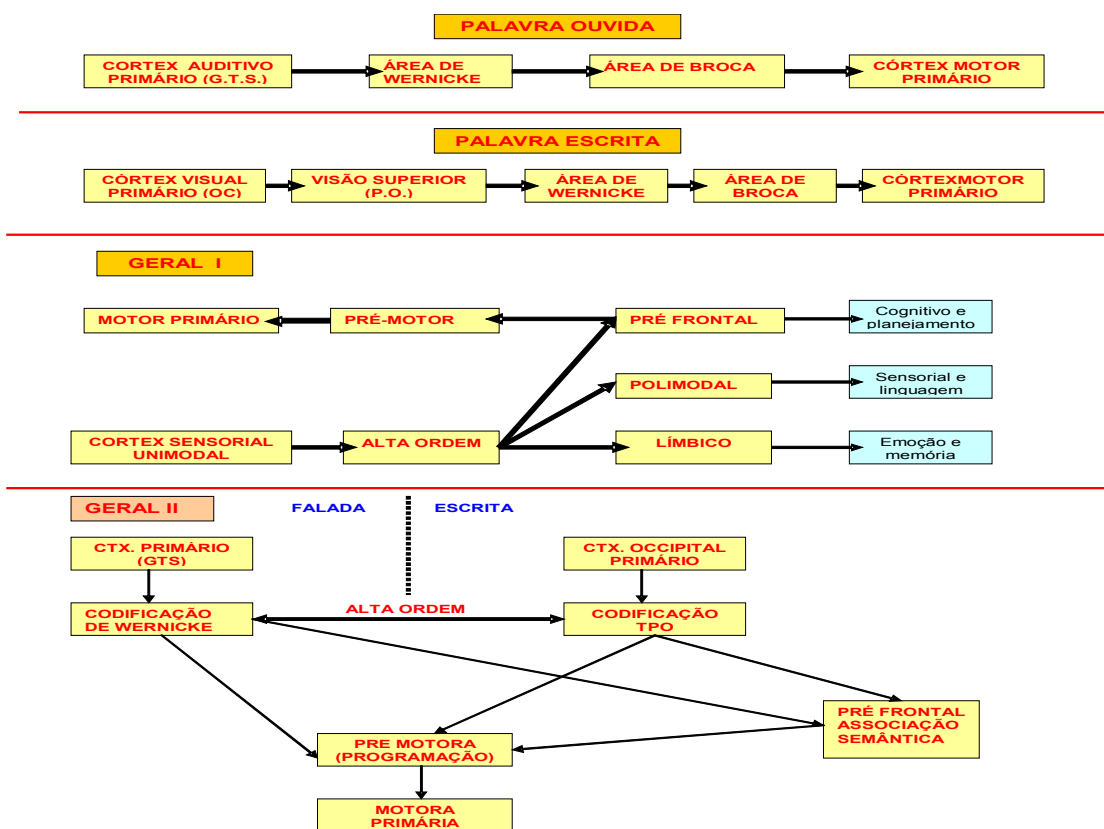 PALAVRA OUVIDA
CORTEX AUDITIVO
PRIMÁRIO (G.T.S.)
ÁREA DE
WERNICKE
ÁREA DE BROCA
CÓRTEX MOTOR
PRIMÁRIO
PALAVRA ESCRITA
CÓRTEX VISUAL
PRIMÁRIO (OC)
VISÃO SUPERIOR
(P.O.)
ÁREA DE
WERNICKE
ÁREA DE
BROCA
CÓRTEXMOTOR
PRIMÁRIO
GERAL I
MOTOR PRIMÁRIO
PRÉ-MOTOR
PRÉ FRONTAL
Cognitivo e
planejamento
POLIMODAL
Sensorial e
linguagem
CORTEX SENSORIAL
UNIMODAL
ALTA ORDEM
LÍMBICO
Emoção e
memória
GERAL II
FALADA
ESCRITA
CTX. PRIMÁRIO
(GTS)
CTX. OCCIPITAL
PRIMÁRIO
CODIFICAÇÃO
DE WERNICKE
ALTA ORDEM
CODIFICAÇÃO
TPO
PRÉ FRONTAL
ASSOCIAÇÃO
SEMÂNTICA
PRE MOTORA
(PROGRAMAÇÃO)
MOTORA
PRIMÁRIA